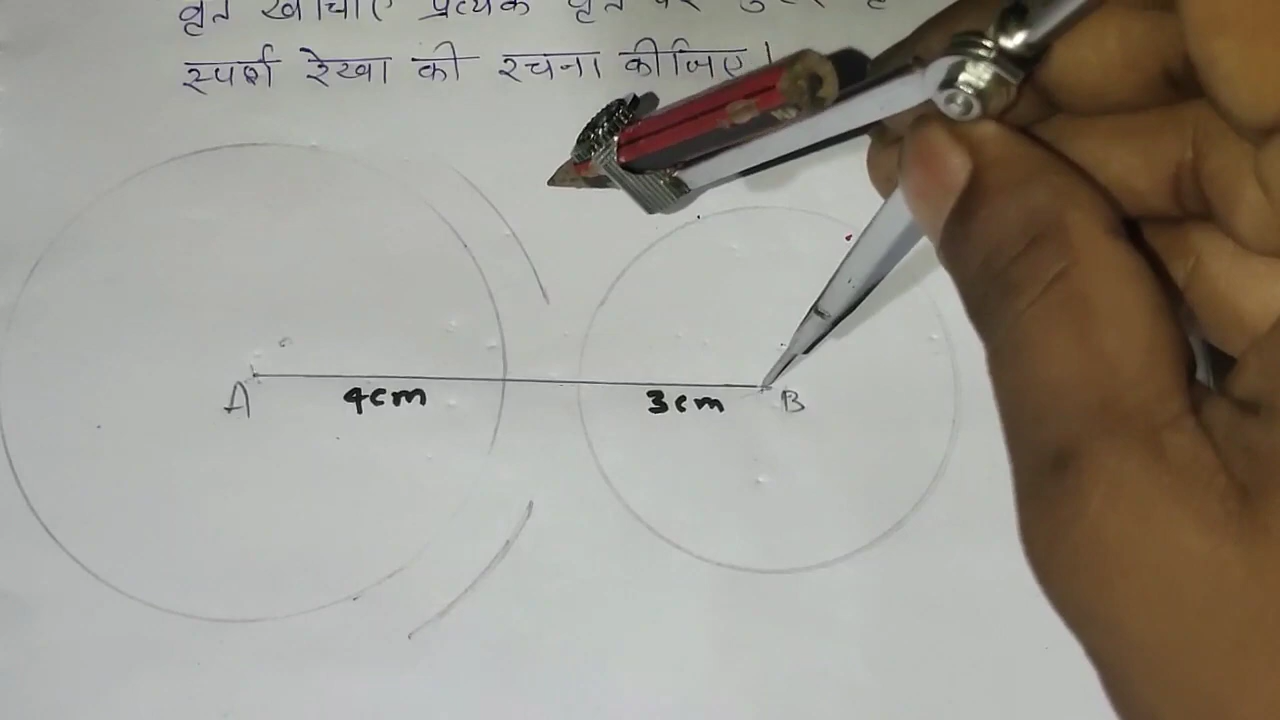 वृत्त खींचिए प्रत्येक वृत्त पर
स्पर्श रेखा की रचना कीजिए।
A 4cm 3cm B